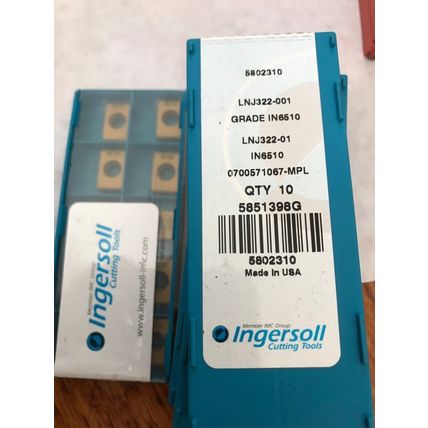 5802310
LNJ322-001
GRADE IN6510
LNJ322-01
IN6510
0700571067-MPL
QTY 10
5851398G
5802310
Made In USA
Member IMC Group
Ingersoll
Cutting Tools
Member IMC Group
Ingersoll
Cutting Tools
www.ingersoll-imc.com